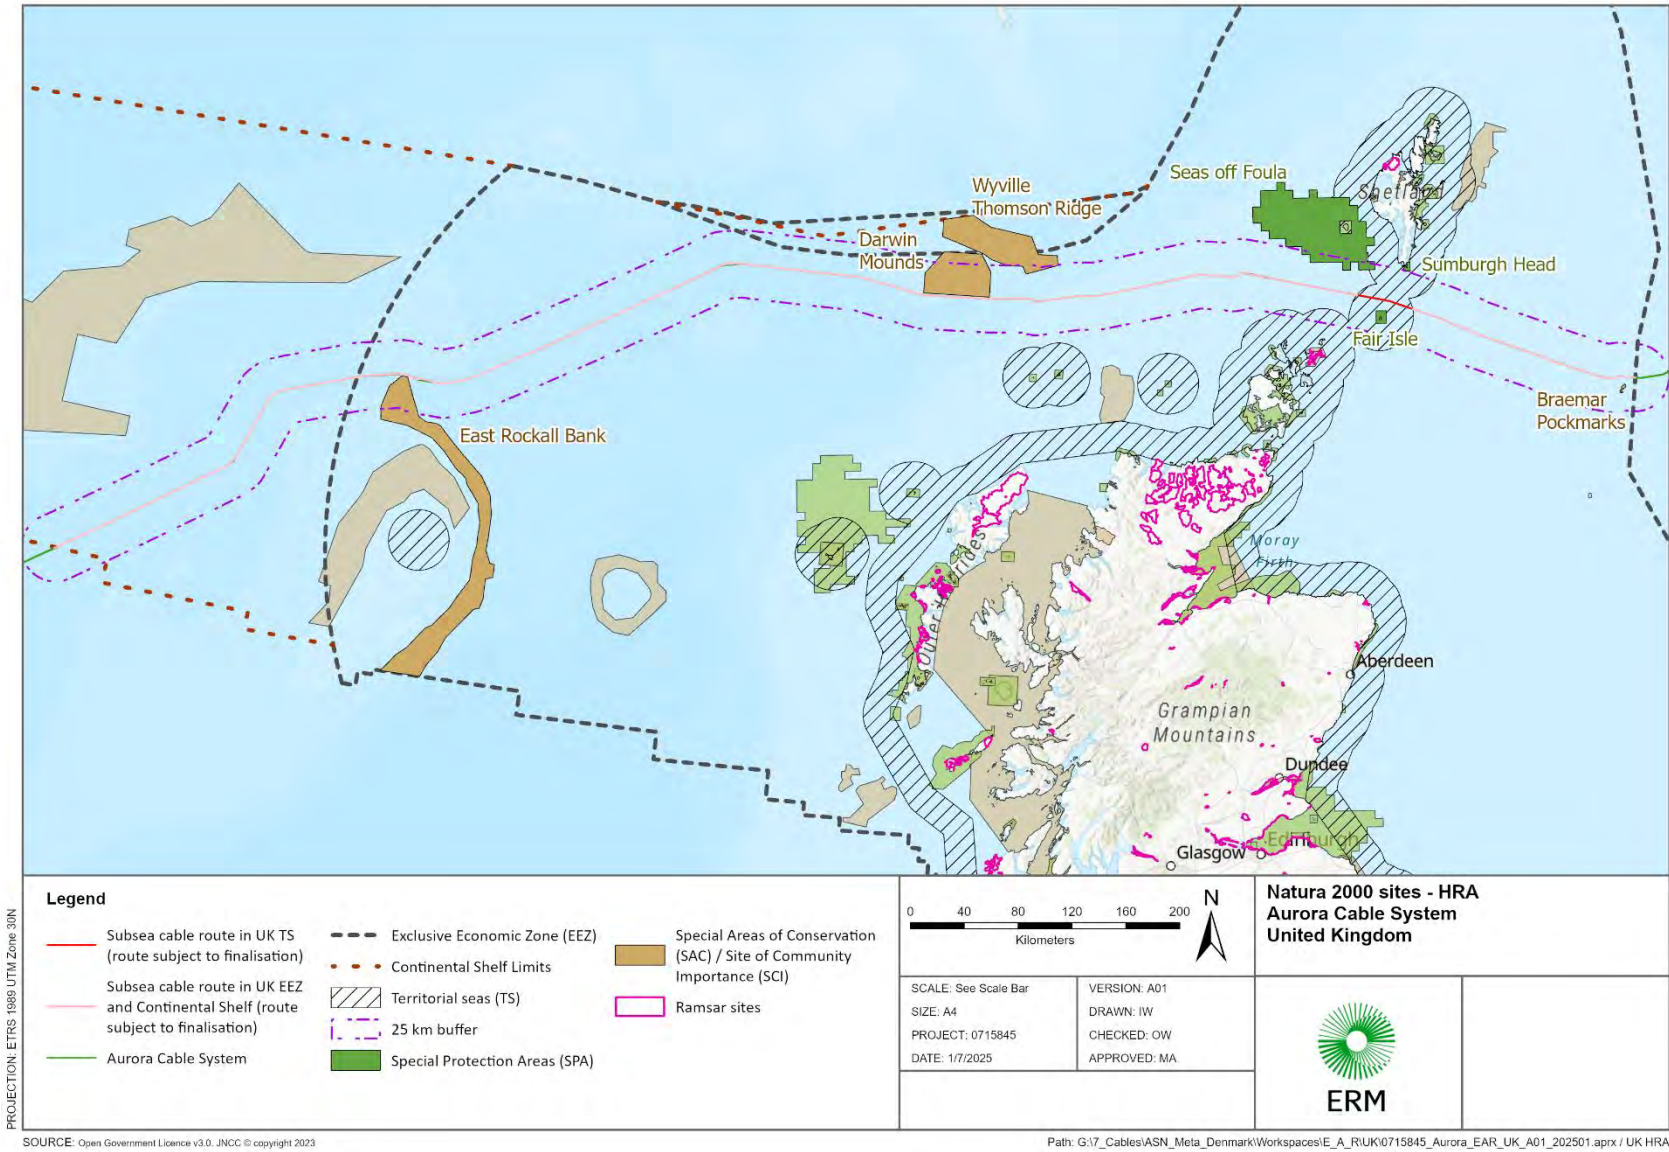 Wyville
Thomson Ridge
Seas off Foula
Shetland
Darwin
Mounds
Sumburgh Head
Fair Isle
Braemar
Pockmarks
East Rockall Bank
Moray
Firth
Outer Hebrides
Aberdeen
Grampian
Mountains
Dundee
Glasgow
Edinburgh
Legend
Subsea cable route in UK TS
(route subject to finalisation)
Subsea cable route in UK EEZ
and Continental Shelf (route
subject to finalisation)
Aurora Cable System
Exclusive Economic Zone (EEZ)
Continental Shelf Limits
Territorial seas (TS)
25 km buffer
Special Protection Areas (SPA)
Special Areas of Conservation
(SAC) / Site of Community
Importance (SCI)
Ramsar sites
0 40 80 120 160 200
Kilometers
N
Natura 2000 sites - HRA
Aurora Cable System
United Kingdom
SCALE: See Scale Bar
SIZE: A4
PROJECT: 0715845
DATE: 1/7/2025
VERSION: A01
DRAWN: IW
CHECKED: OW
APPROVED: MA
ERM
PROJECTION: ETRS 1989 UTM Zone 30N
SOURCE: Open Government Licence v3.0. JNCC © copyright 2023
Path: G:\7_Cables\ASN_Meta_Denmark\Workspaces\E_A_R\UK\0715845_Aurora_EAR_UK_A01_202501.aprx / UK HRA